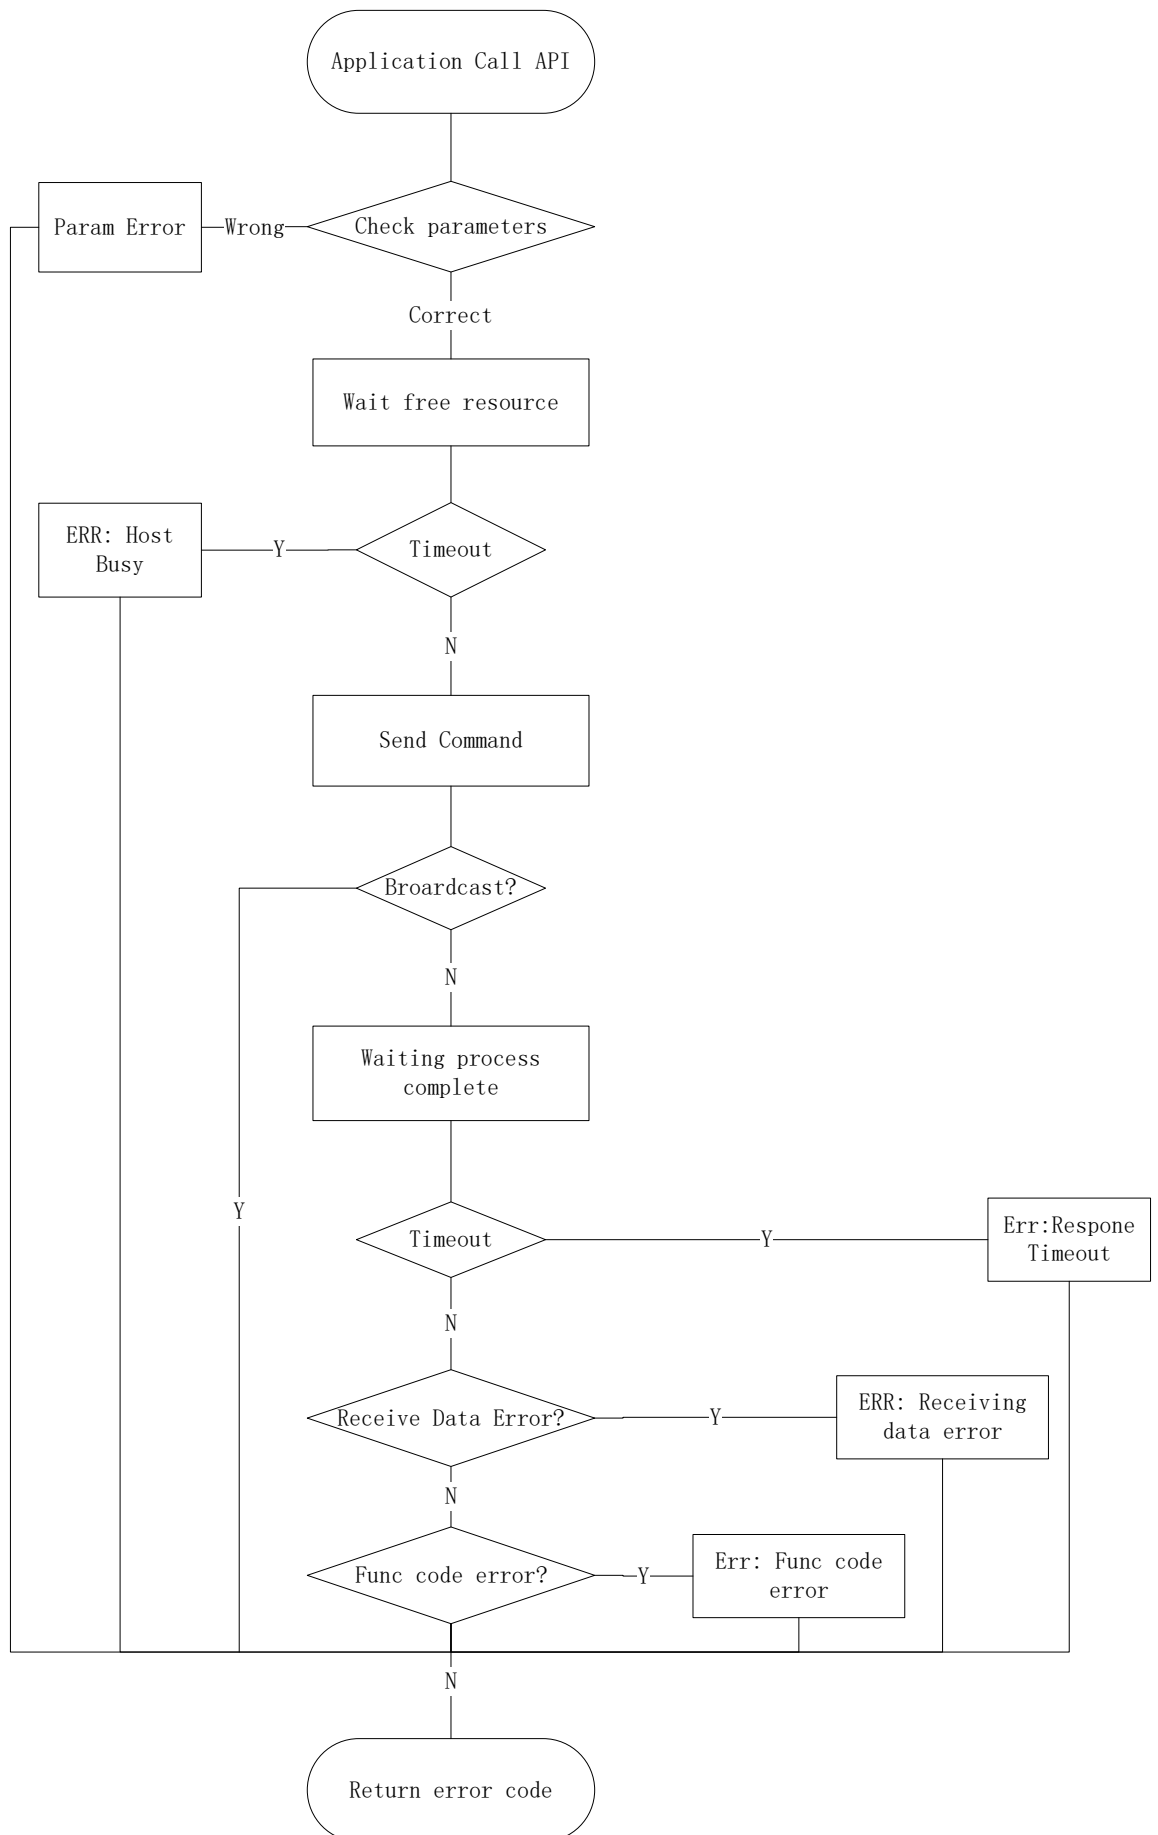 Application Call API
Param Error
Wrong
Check parameters
Correct
Wait free resource
ERR: Host
Busy
Y
Timeout
N
Send Command
Broardcast?
N
Waiting process
complete
Y
Timeout
Y
Err:Respone
Timeout
N
Receive Data Error?
Y
ERR: Receiving
data error
N
Func code error?
Y
Err: Func code
error
N
Return error code